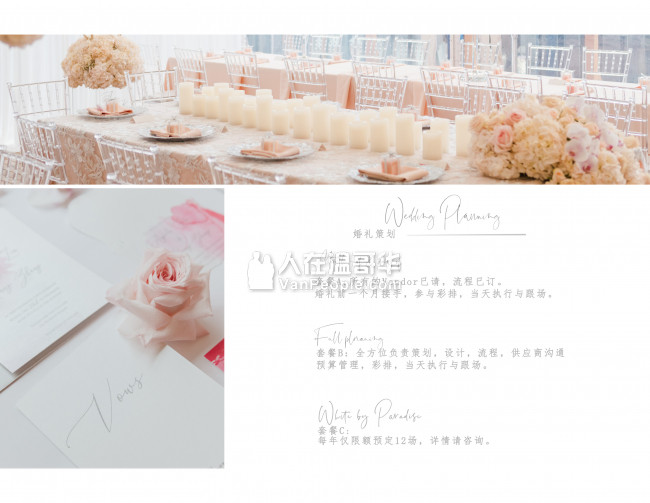 Wedding Planning
婚礼策划
人在温哥华
VanPeople.com
Vendor已请，流程已订。
婚礼前一个月接手，参与彩排，当天执行与跟场。
Full planning
套餐B：全方位负责策划，设计，流程，供应商沟通
预算管理，彩排，当天执行与跟场。
White by Paradise
套餐C：
每年仅限额预定12场，详情请咨询。
Vows